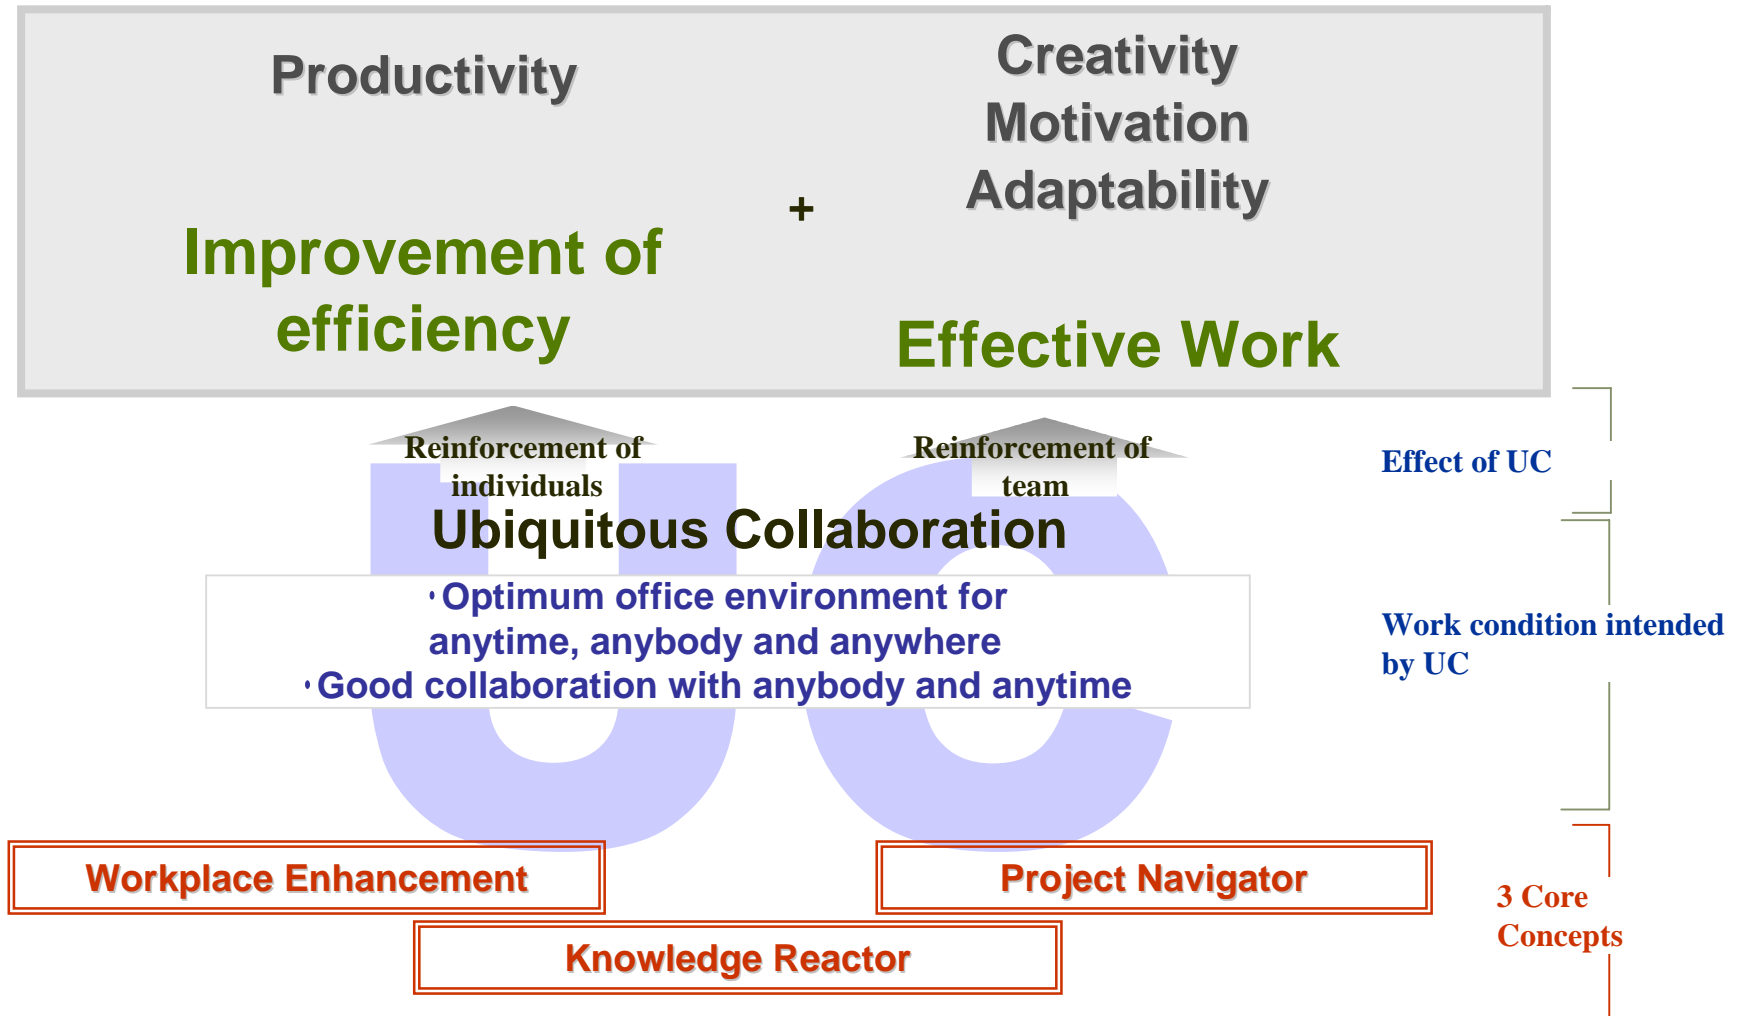 Productivity
Creativity
Motivation
Adaptability
+
Improvement of
efficiency
Effective Work
Reinforcement of
individuals
Reinforcement of
team
Effect of UC
UC
Ubiquitous Collaboration
・Optimum office environment for
anytime, anybody and anywhere
・Good collaboration with anybody and anytime
Work condition intended
by UC
Workplace Enhancement
Project Navigator
Knowledge Reactor
3 Core
Concepts